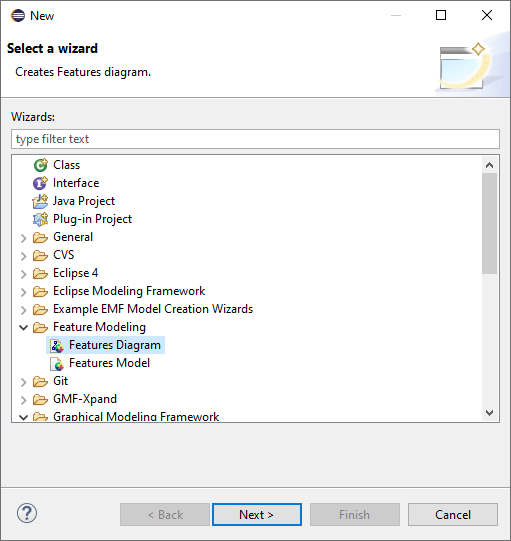 New
Select a wizard
Creates Features diagram.
Wizards:
type filter text
Class
Interface
Java Project
Plug-in Project
General
CVS
Eclipse 4
Eclipse Modeling Framework
Example EMF Model Creation Wizards
Feature Modeling
Features Diagram
Features Model
Git
GMF-Xpand
Graphical Modeling Framework
< Back
Next >
Finish
Cancel